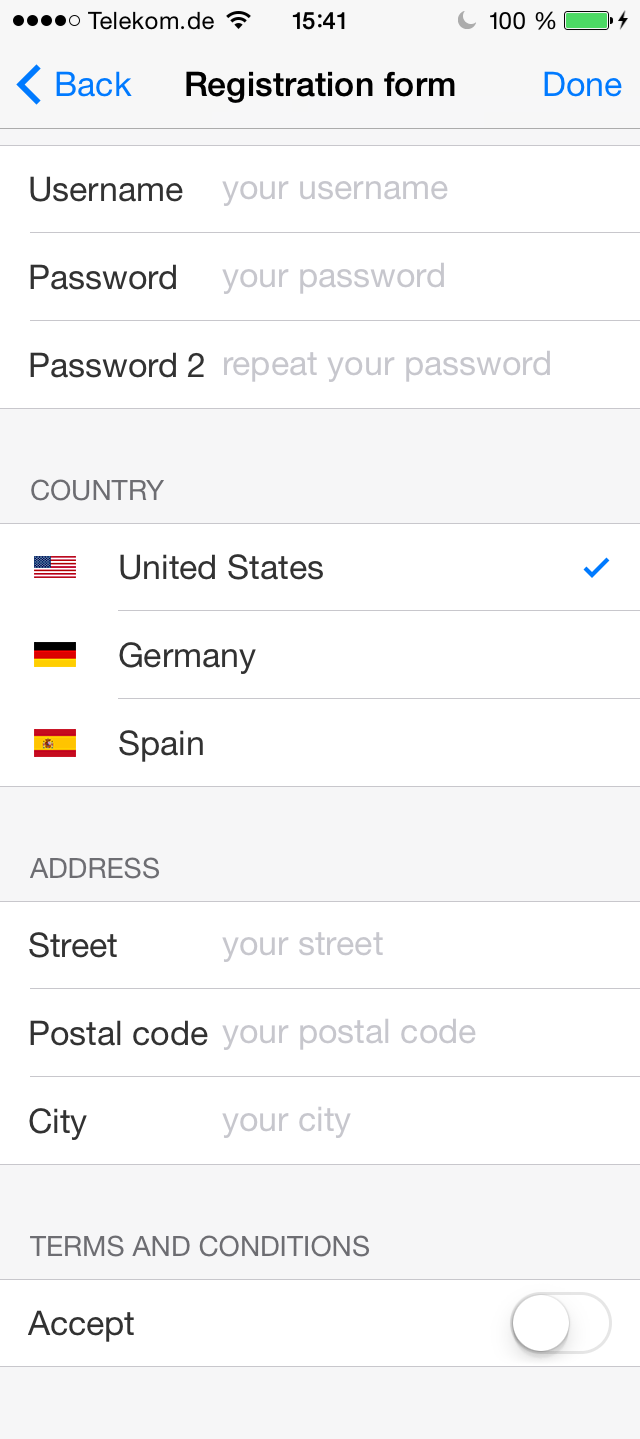 Telekom.de 15:41 100 %
Back Registration form Done
Username your username
Password your password
Password 2 repeat your password
COUNTRY
United States
Germany
Spain
ADDRESS
Street your street
Postal code your postal code
City your city
TERMS AND CONDITIONS
Accept